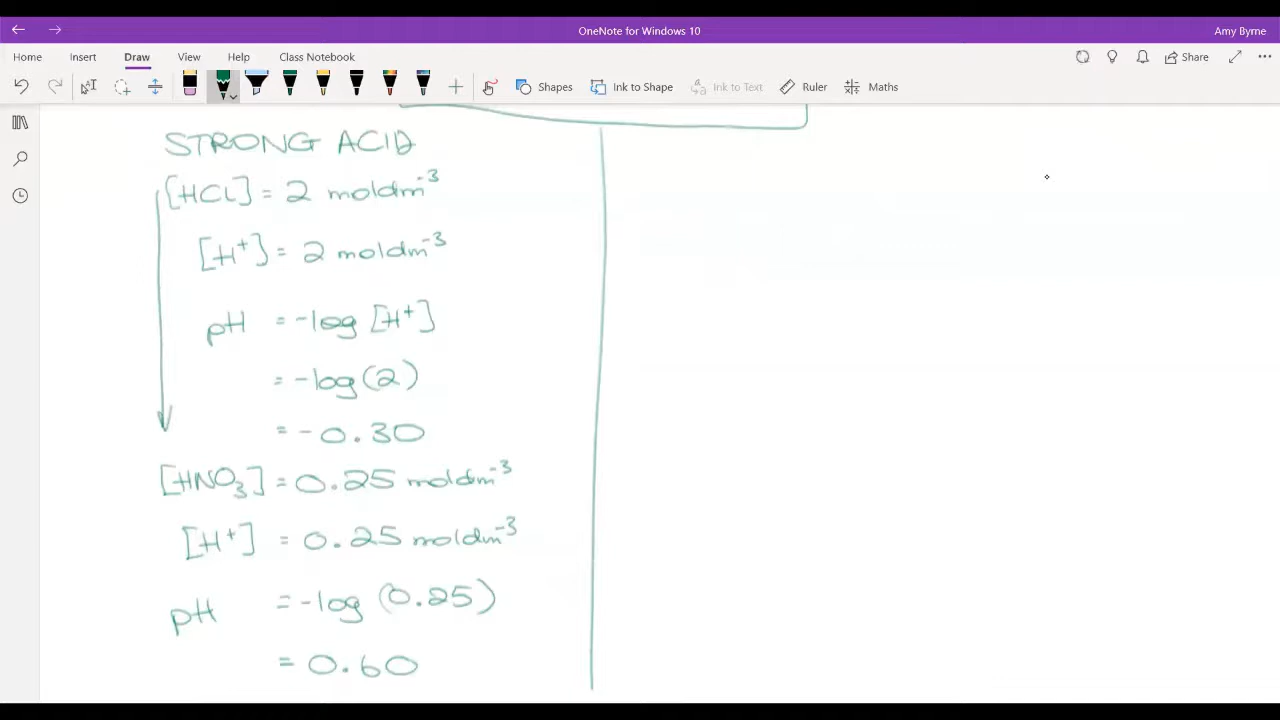 OneNote for Windows 10
Amy Byrne
Home Insert Draw View Help Class Notebook Share
Shapes Ink to Shape Ink to Text Ruler Maths
STRONG ACID
[HCl] = 2 moldm⁻³
[H⁺] = 2 moldm⁻³
pH = -log [H⁺]
= -log(2)
= -0.30
[HNO₃] = 0.25 moldm⁻³
[H⁺] = 0.25 moldm⁻³
pH = -log (0.25)
= 0.60